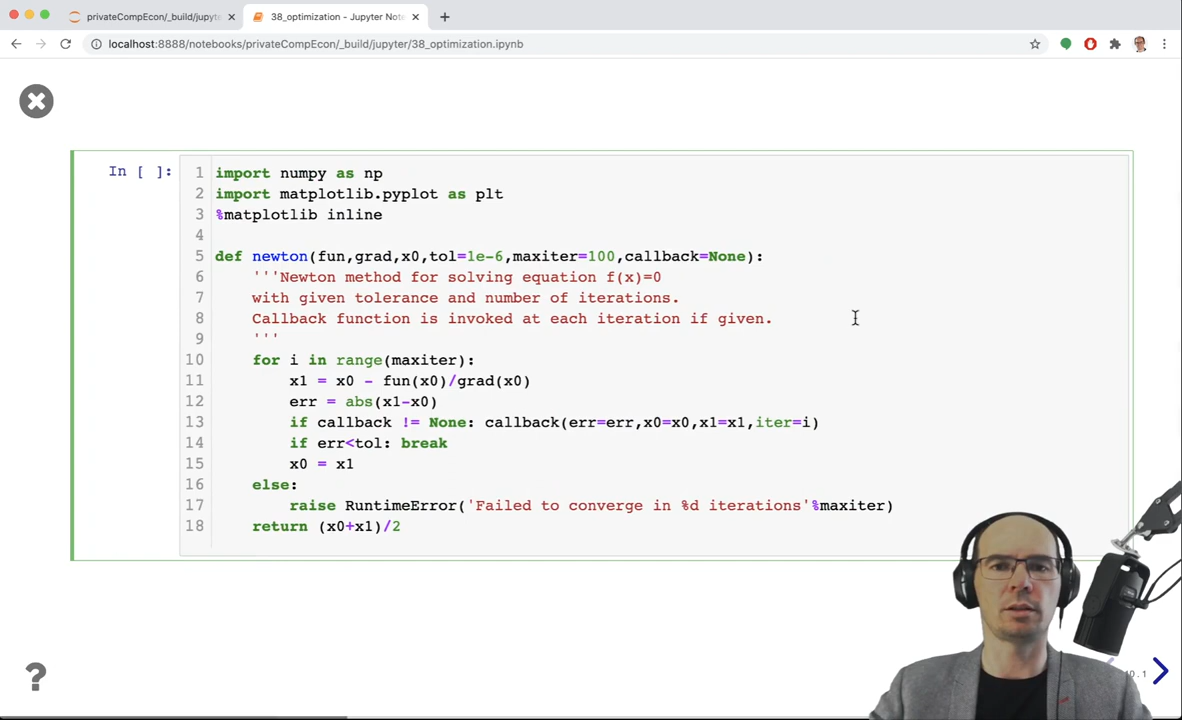 privateCompEcon/_build/jupyte
38_optimization - Jupyter Note
localhost:8888/notebooks/privateCompEcon/_build/jupyter/38_optimization.ipynb
In [ ]:
1 import numpy as np
2 import matplotlib.pyplot as plt
3 %matplotlib inline
4
5 def newton(fun,grad,x0,tol=1e-6,maxiter=100,callback=None):
6 '''Newton method for solving equation f(x)=0
7 with given tolerance and number of iterations.
8 Callback function is invoked at each iteration if given.
9 '''
10 for i in range(maxiter):
11 x1 = x0 - fun(x0)/grad(x0)
12 err = abs(x1-x0)
13 if callback != None: callback(err=err,x0=x0,x1=x1,iter=i)
14 if err<tol: break
15 x0 = x1
16 else:
17 raise RuntimeError('Failed to converge in %d iterations'%maxiter)
18 return (x0+x1)/2
?